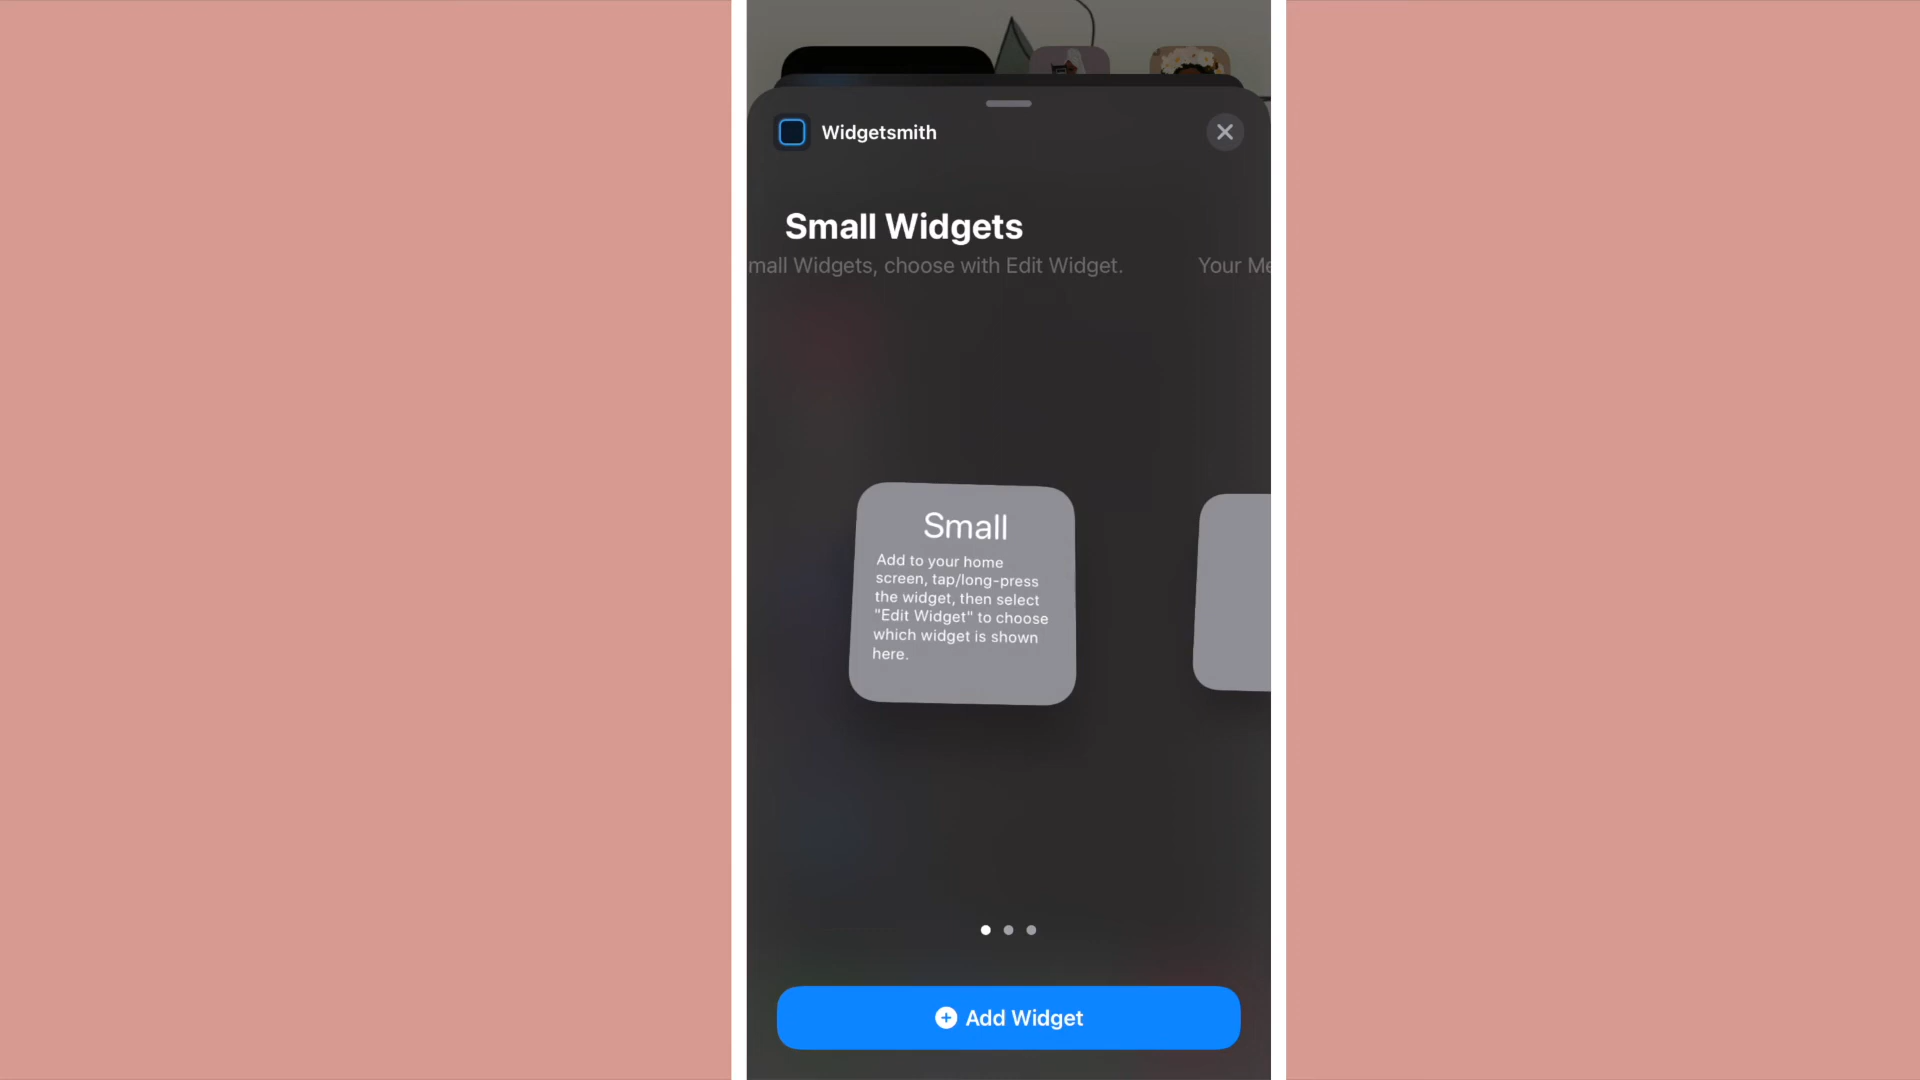 Widgetsmith
Small Widgets
mall Widgets, choose with Edit Widget.
Your Me
Small
Add to your home
screen, tap/long-press
the widget, then select
"Edit Widget" to choose
which widget is shown
here.
Add Widget